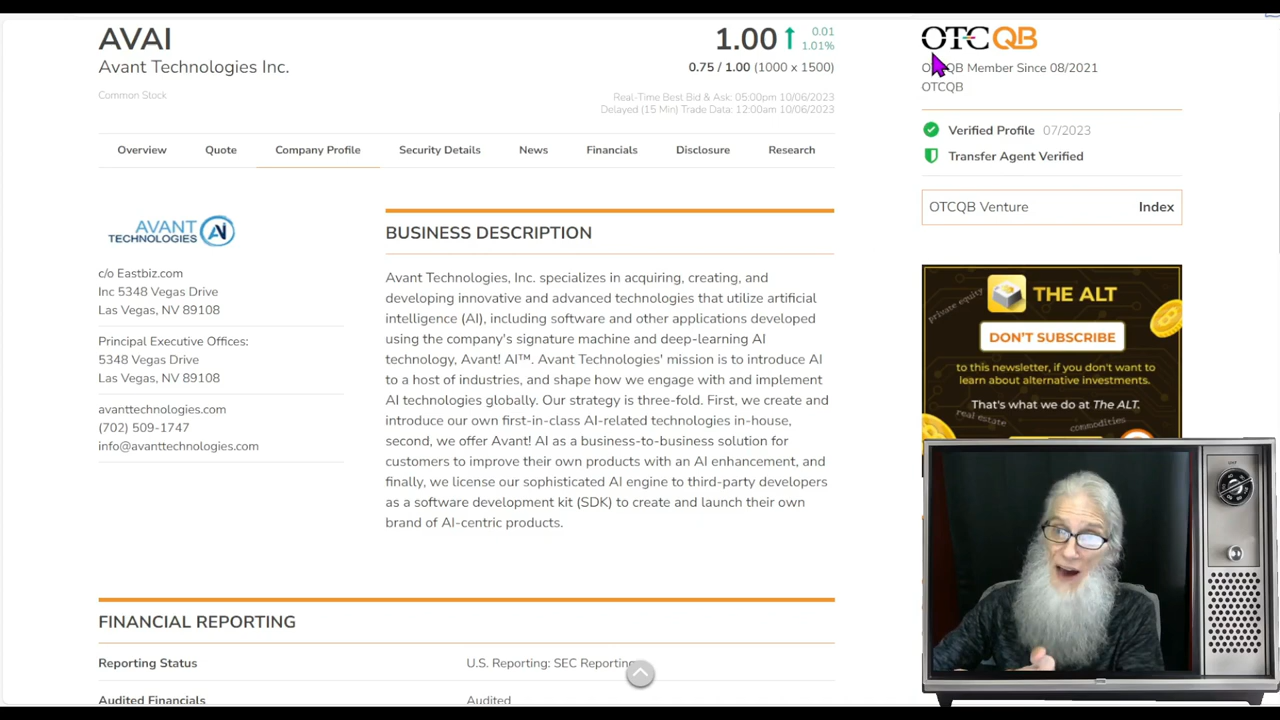 AVAI
Avant Technologies Inc.
Common Stock
1.00
0.01
1.01%
0.75 / 1.00 (1000 x 1500)
Real-Time Best Bid & Ask: 05:00pm 10/06/2023
Delayed (15 Min) Trade Data: 12:00am 10/06/2023
Overview Quote Company Profile Security Details News Financials Disclosure Research
AVANT
TECHNOLOGIES AI
c/o Eastbiz.com
Inc 5348 Vegas Drive
Las Vegas, NV 89108
Principal Executive Offices:
5348 Vegas Drive
Las Vegas, NV 89108
avanttechnologies.com
(702) 509-1747
info@avanttechnologies.com
BUSINESS DESCRIPTION
Avant Technologies, Inc. specializes in acquiring, creating, and
developing innovative and advanced technologies that utilize artificial
intelligence (AI), including software and other applications developed
using the company's signature machine and deep-learning AI
technology, Avant! AI™. Avant Technologies' mission is to introduce AI
to a host of industries, and shape how we engage with and implement
AI technologies globally. Our strategy is three-fold. First, we create and
introduce our own first-in-class AI-related technologies in-house,
second, we offer Avant! AI as a business-to-business solution for
customers to improve their own products with an AI enhancement, and
finally, we license our sophisticated AI engine to third-party developers
as a software development kit (SDK) to create and launch their own
brand of AI-centric products.
FINANCIAL REPORTING
Reporting Status U.S. Reporting: SEC Reporting
Audited Financials Audited
OTCQB
OTCQB Member Since 08/2021
OTCQB
Verified Profile 07/2023
Transfer Agent Verified
OTCQB Venture Index
private equity
THE ALT
DON'T SUBSCRIBE
to this newsletter, if you don't want to
learn about alternative investments.
That's what we do at The ALT.
real estate
commodities